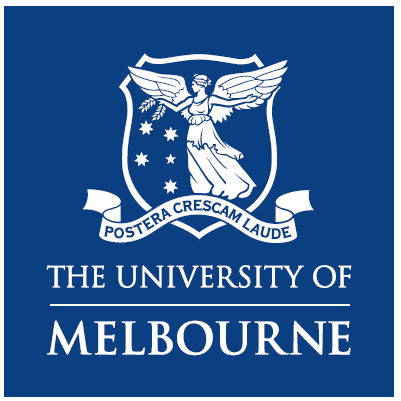 POSTERA CRESCAM LAUDE
THE UNIVERSITY OF
MELBOURNE